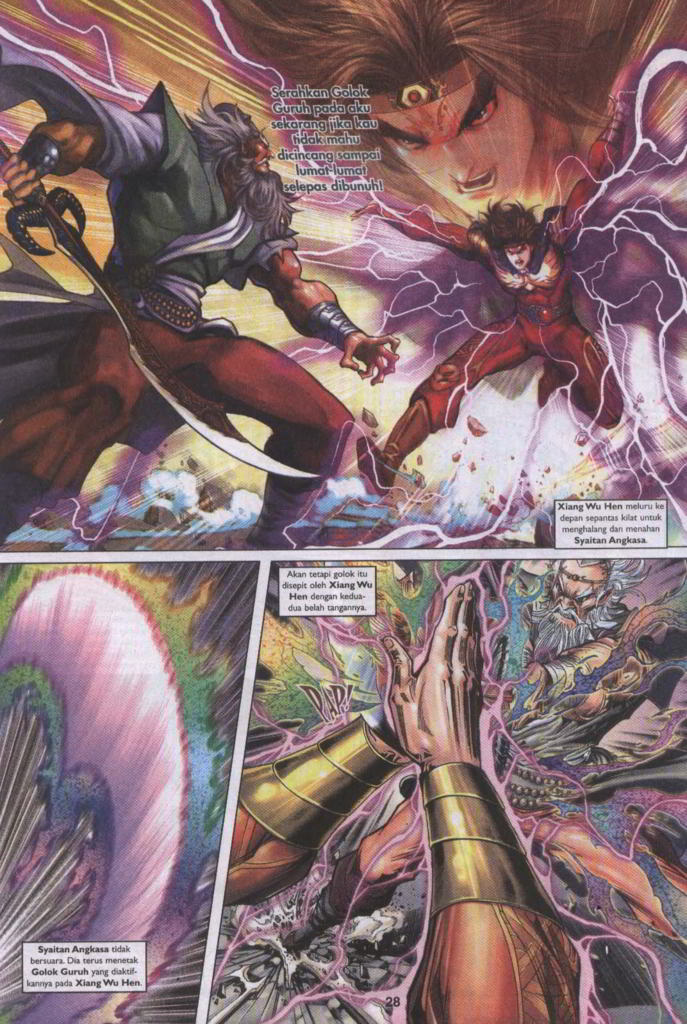 Serahkan Golok
Guruh pada aku
sekarang jika kau
tidak mahu
dicincang sampai
lumat-lumat
selepas dibunuh!
Xiang Wu Hen meluru ke
depan sepantas kilat untuk
menghalang dan menahan
Syaitan Angkasa.
Akan tetapi golok itu
disepit oleh Xiang Wu
Hen dengan kedua-
dua belah tangannya.
PAP!
Syaitan Angkasa tidak
bersuara. Dia terus menetak
Golok Guruh yang diaktif-
kannya pada Xiang Wu Hen.
28